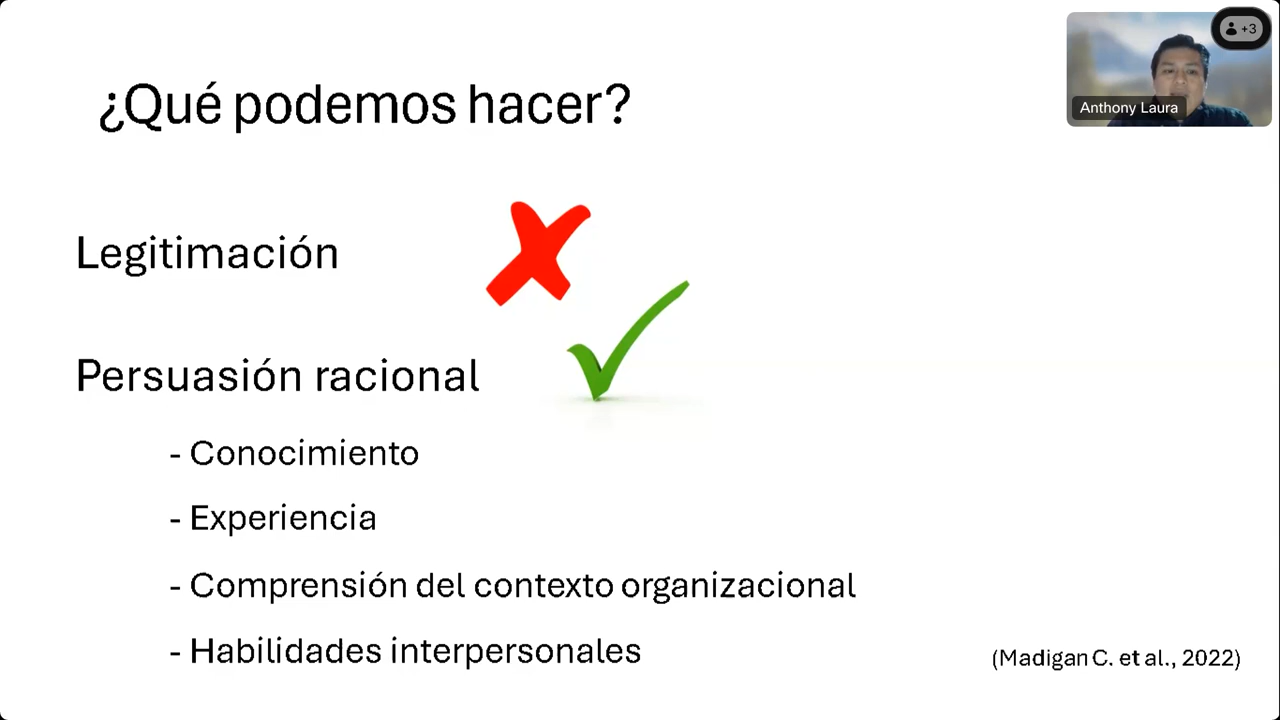 ¿Qué podemos hacer?
+3
Anthony Laura
Legitimación
Persuasión racional
- Conocimiento
- Experiencia
- Comprensión del contexto organizacional
- Habilidades interpersonales
(Madigan C. et al., 2022)